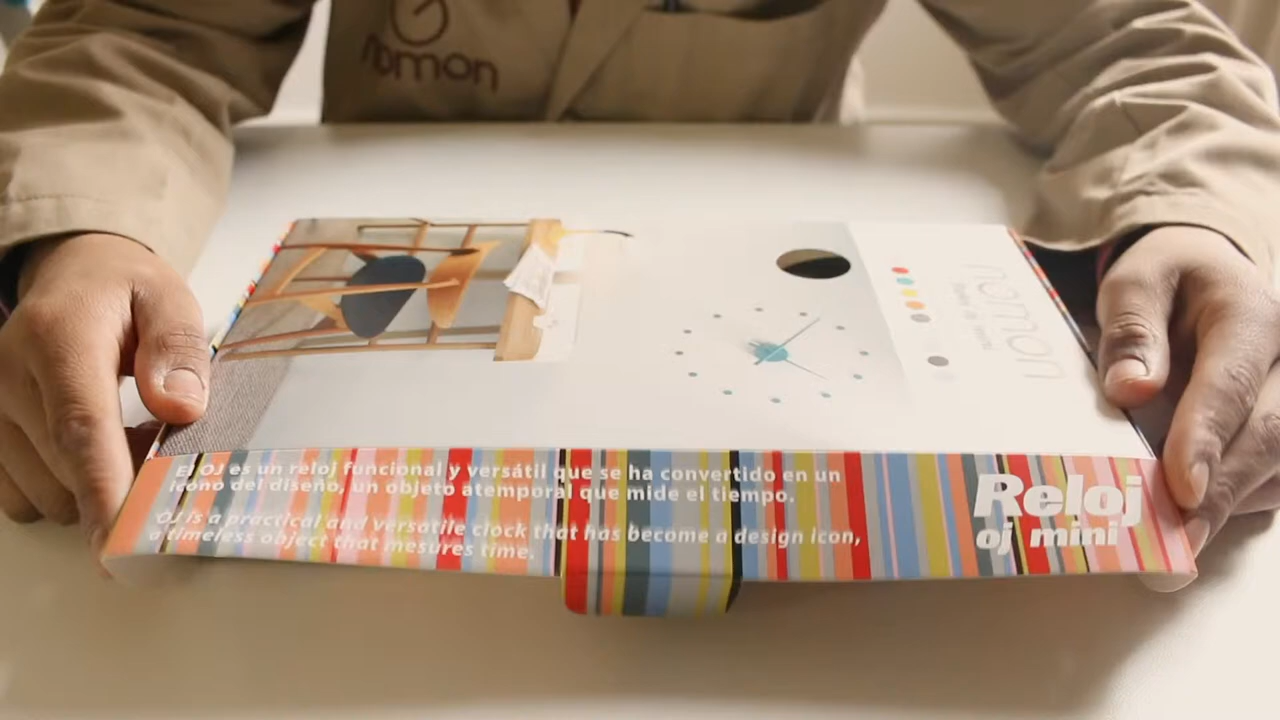 nomon
nomon
El OJ es un reloj funcional y versátil que se ha convertido en un
icono del diseño, un objeto atemporal que mide el tiempo.
OJ is a practical and versatile clock that has become a design icon,
a timeless object that mesures time.
Reloj
oj mini